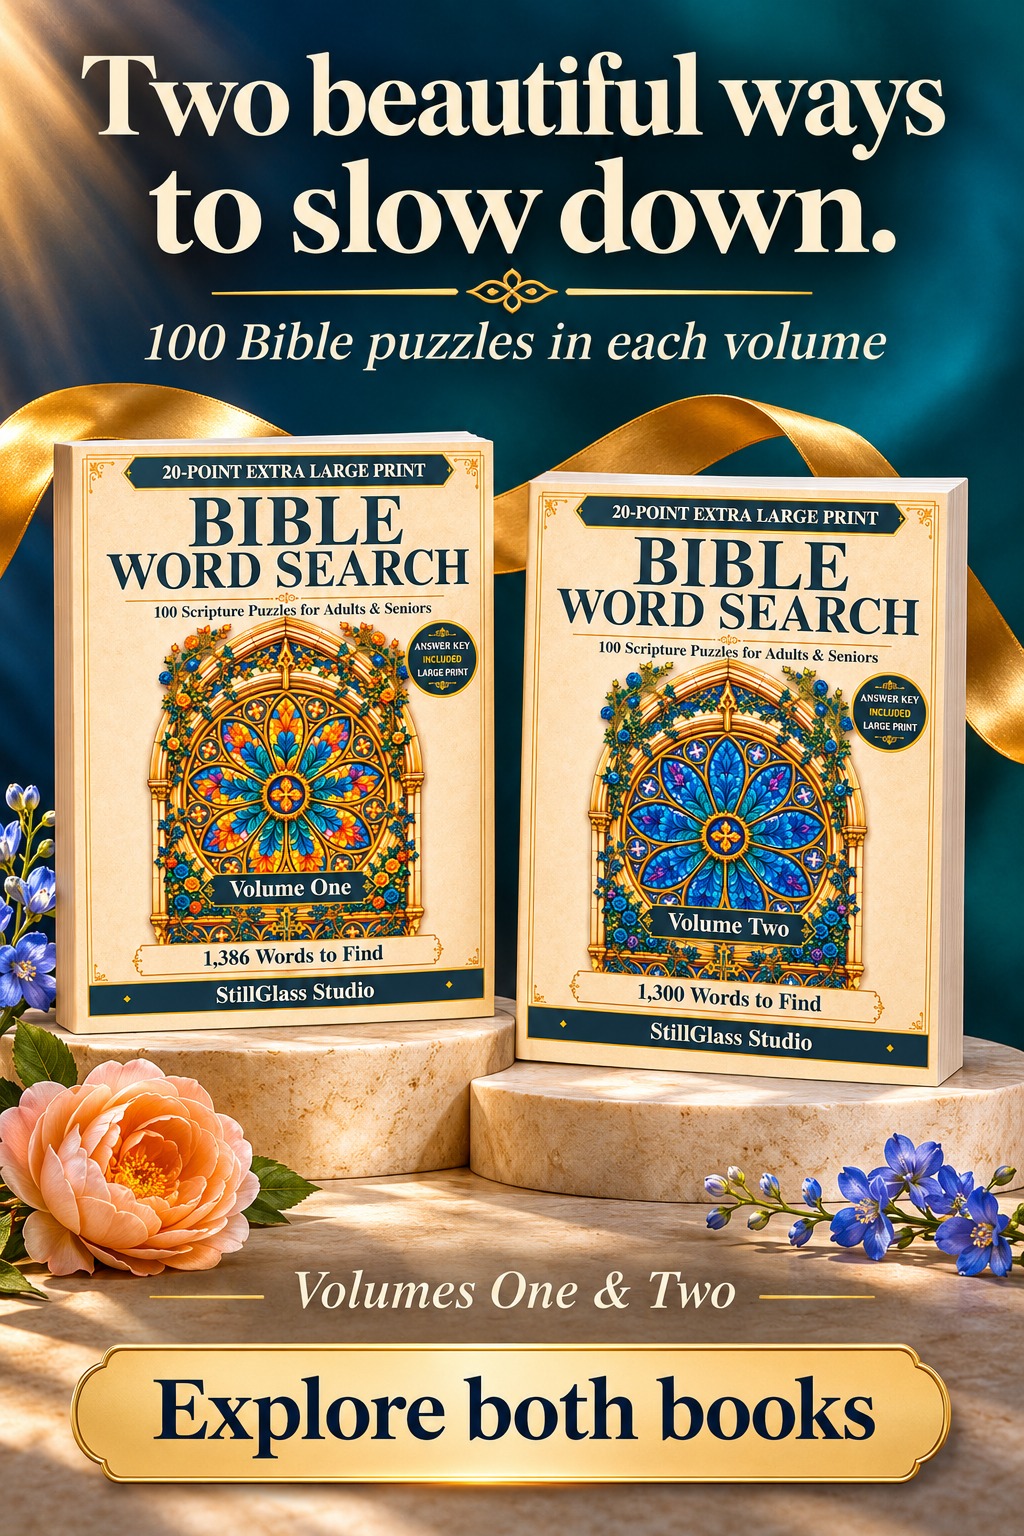 Two beautiful ways
to slow down.
100 Bible puzzles in each volume
20-POINT EXTRA LARGE PRINT
BIBLE
WORD SEARCH
100 Scripture Puzzles for Adults & Seniors
ANSWER KEY
INCLUDED
LARGE PRINT
Volume One
1,386 Words to Find
StillGlass Studio
20-POINT EXTRA LARGE PRINT
BIBLE
WORD SEARCH
100 Scripture Puzzles for Adults & Seniors
ANSWER KEY
INCLUDED
LARGE PRINT
Volume Two
1,300 Words to Find
StillGlass Studio
Volumes One & Two
Explore both books